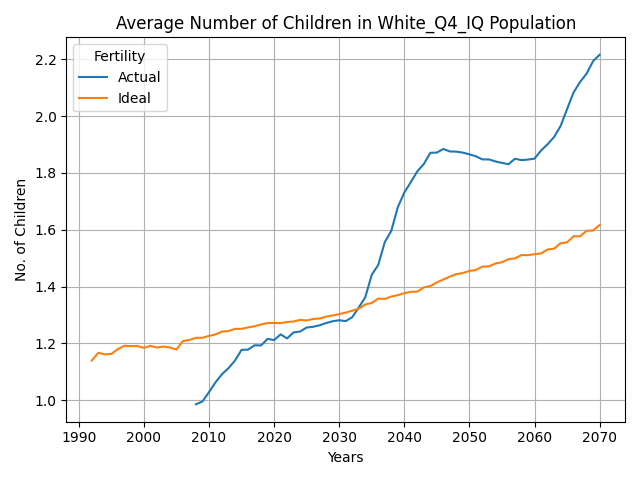 Average Number of Children in White_Q4_IQ Population
Fertility
Actual
Ideal
No. of Children
2.2
2.0
1.8
1.6
1.4
1.2
1.0
1990 2000 2010 2020 2030 2040 2050 2060 2070
Years